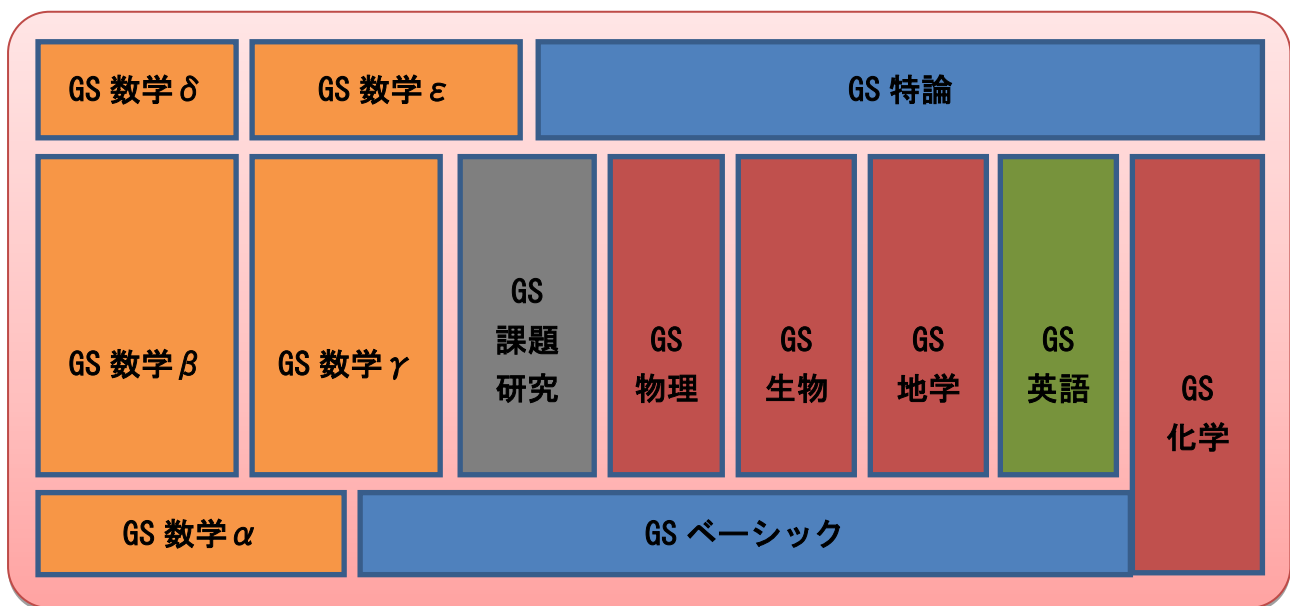 GS 数学δ
GS 数学ε
GS 特論
GS 数学β
GS 数学γ
GS
課題
研究
GS
物理
GS
生物
GS
地学
GS
英語
GS
化学
GS 数学α
GS ベーシック